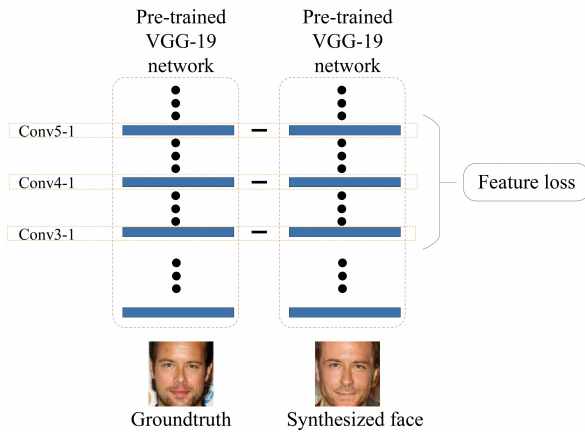 Pre-trained
VGG-19
network
Pre-trained
VGG-19
network
Conv5-1
Conv4-1
Conv3-1
Feature loss
Groundtruth
Synthesized face